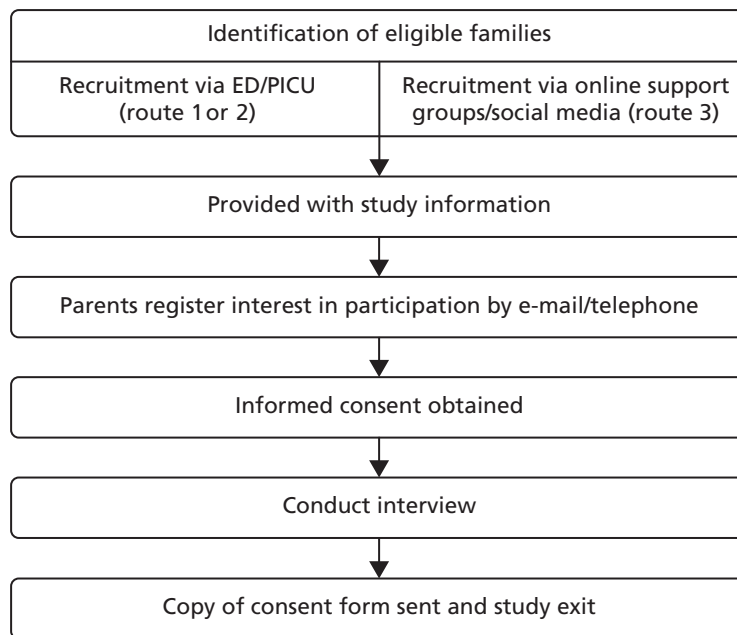 Identification of eligible families
Recruitment via ED/PICU
(route 1 or 2)
Recruitment via online support
groups/social media (route 3)
Provided with study information
Parents register interest in participation by e-mail/telephone
Informed consent obtained
Conduct interview
Copy of consent form sent and study exit